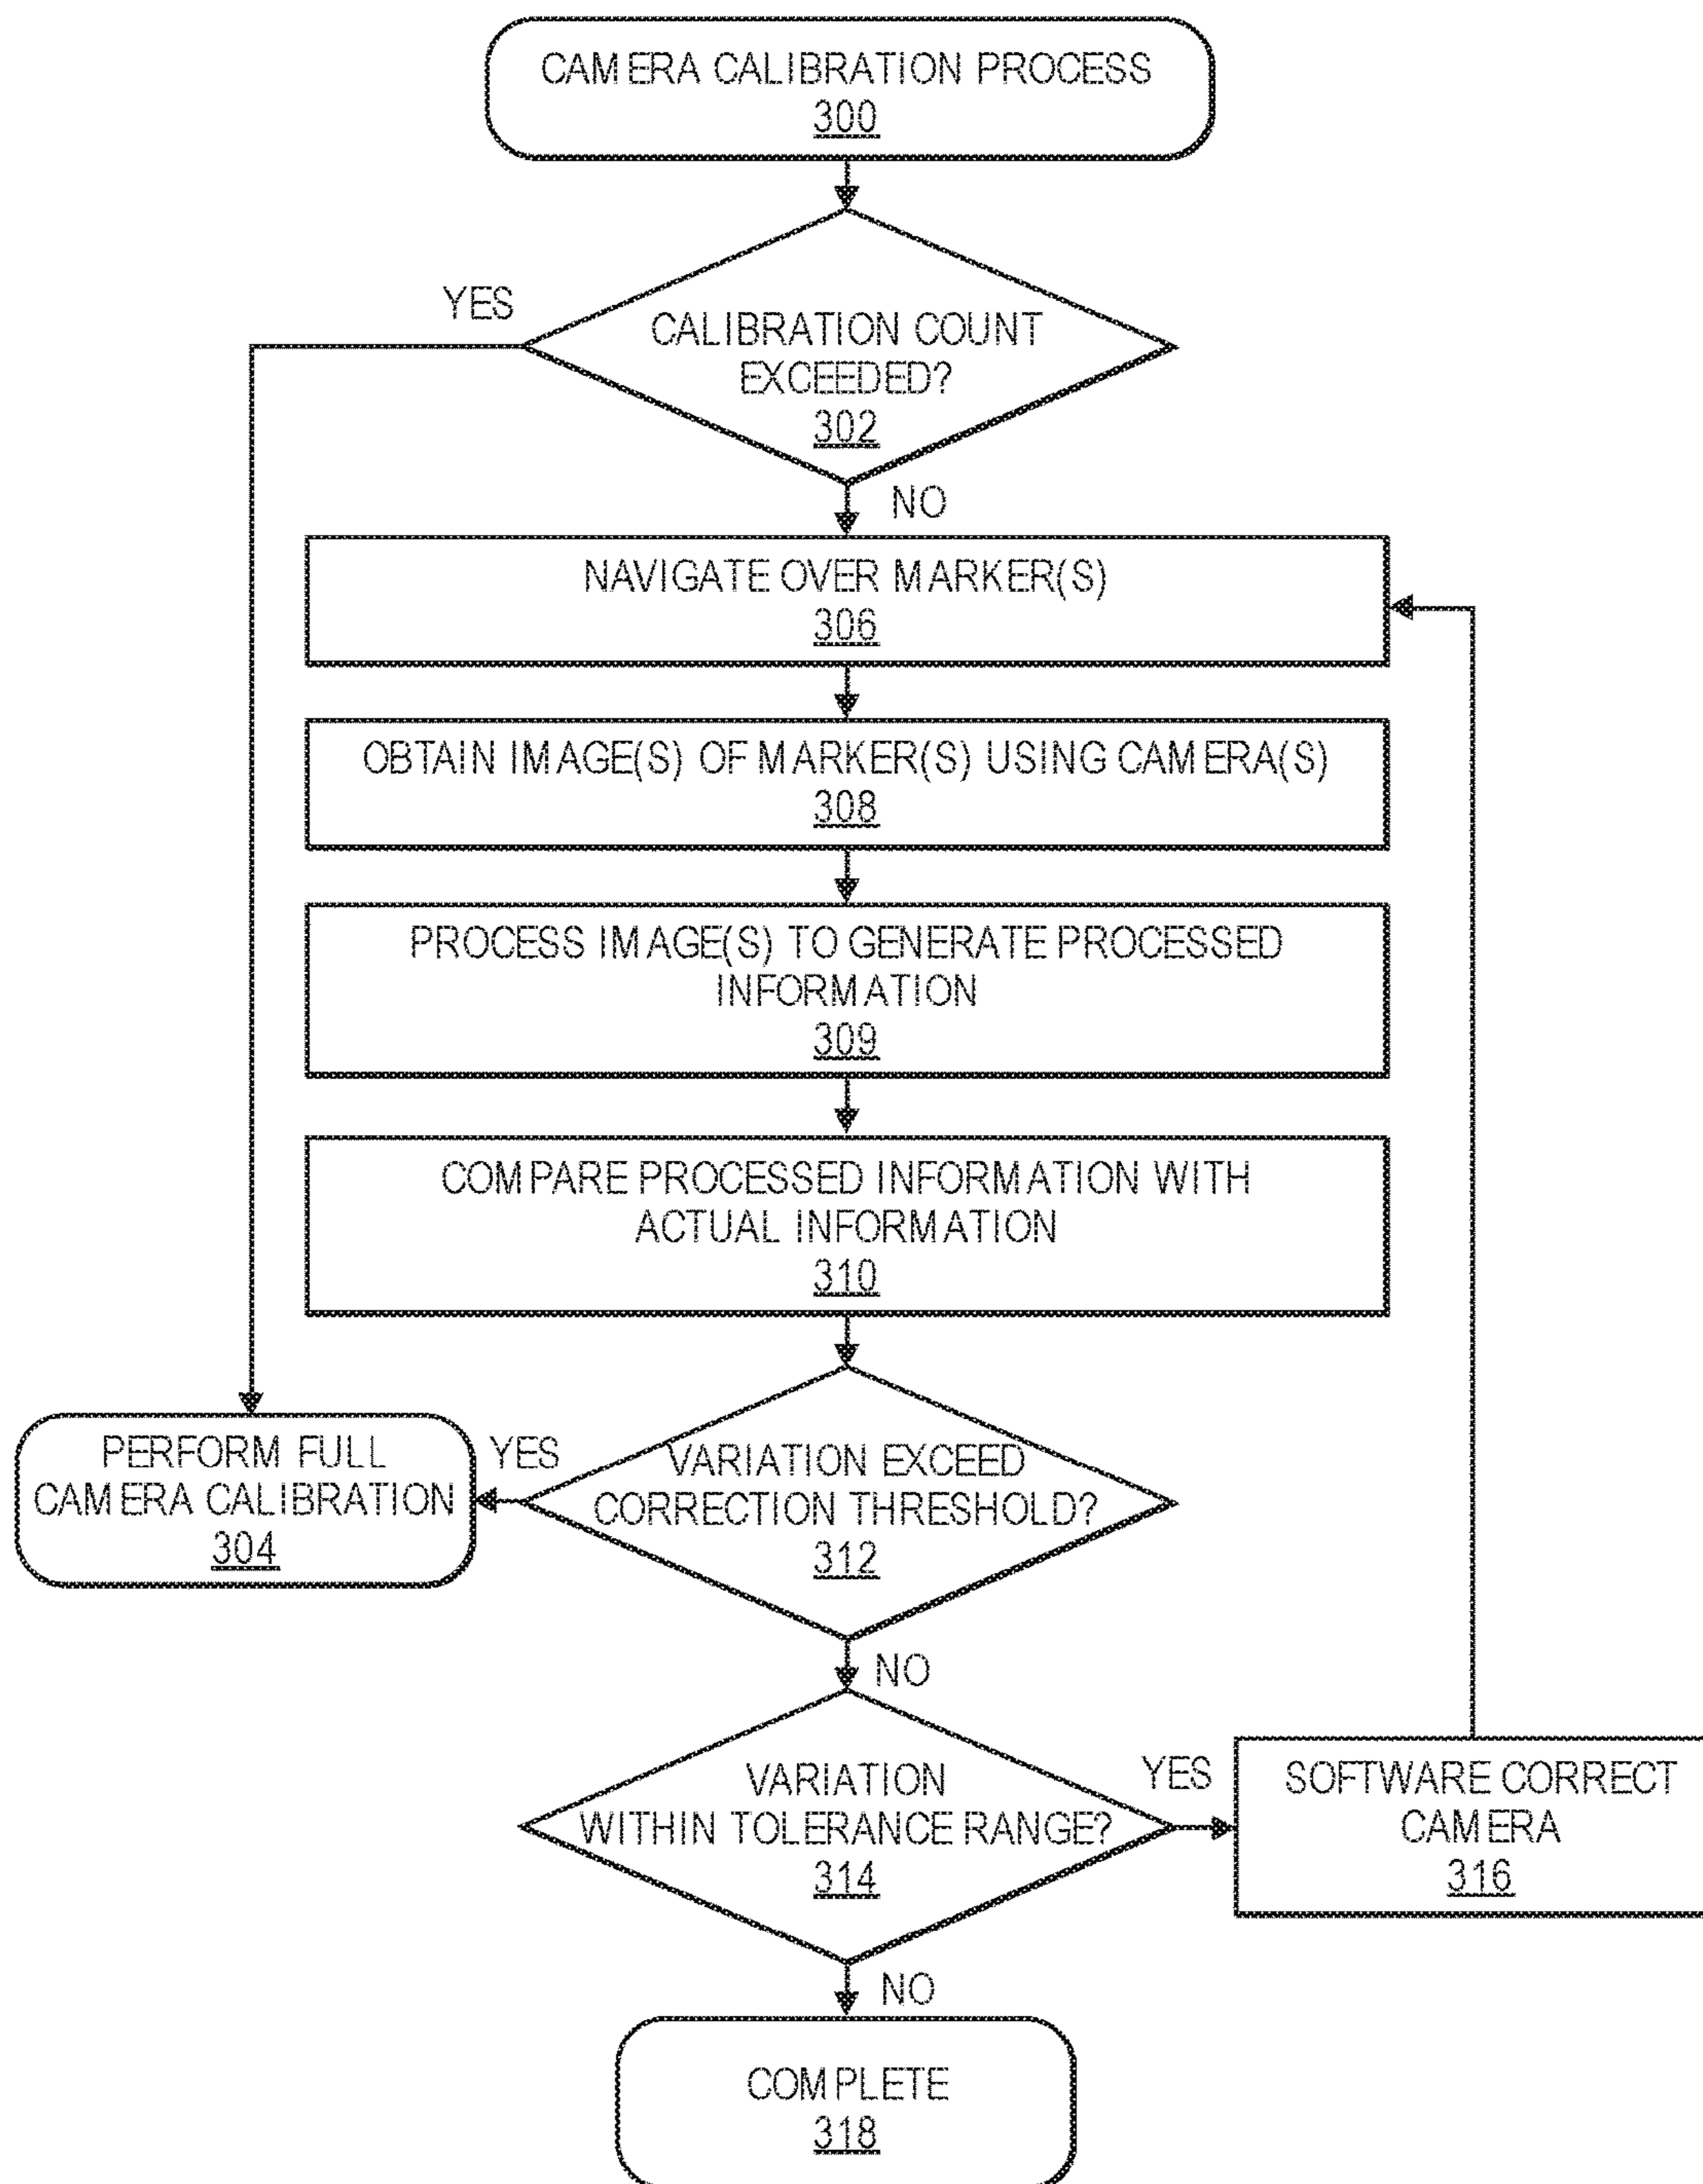 CAMERA CALIBRATION PROCESS
300
YES
CALIBRATION COUNT
EXCEEDED?
302
NO
NAVIGATE OVER MARKER(S)
306
OBTAIN IMAGE(S) OF MARKER(S) USING CAMERA(S)
308
PROCESS IMAGE(S) TO GENERATE PROCESSED
INFORMATION
309
COMPARE PROCESSED INFORMATION WITH
ACTUAL INFORMATION
310
PERFORM FULL
CAMERA CALIBRATION
304
YES
VARIATION EXCEED
CORRECTION THRESHOLD?
312
NO
VARIATION
WITHIN TOLERANCE RANGE?
314
YES
SOFTWARE CORRECT
CAMERA
316
NO
COMPLETE
318